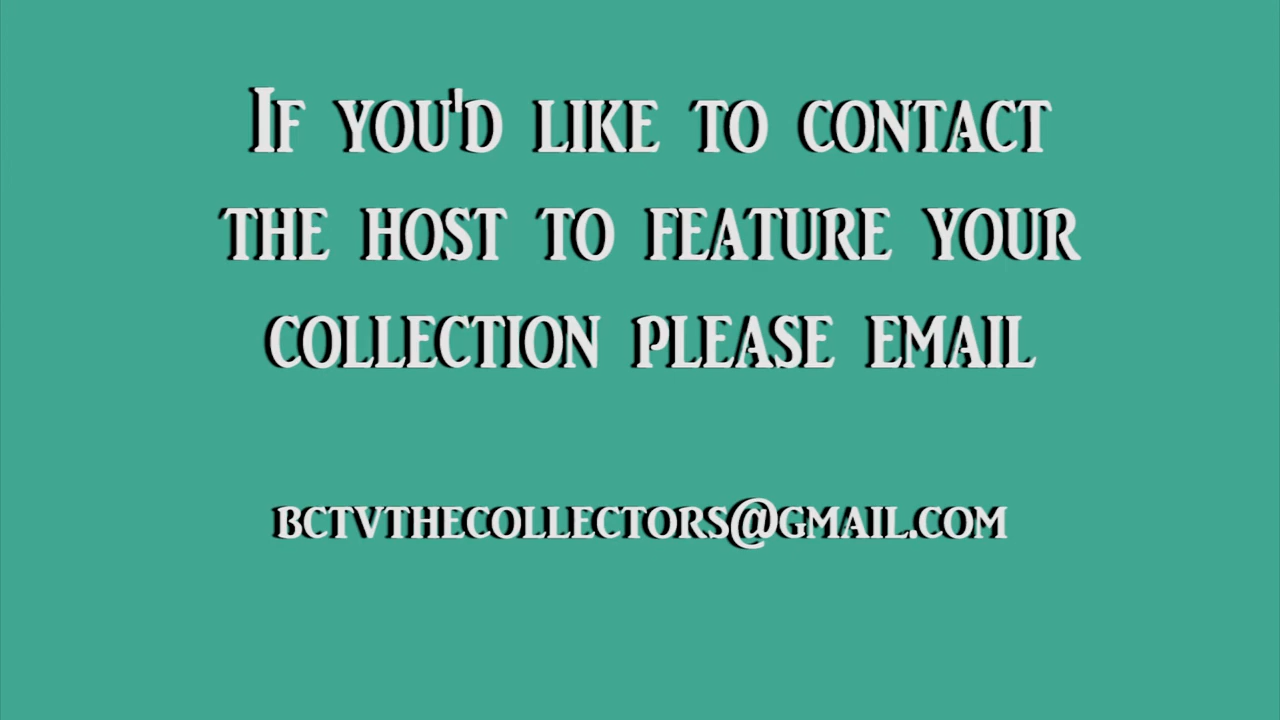 If you'd like to contact
the host to feature your
collection please email
bctvthecollectors@gmail.com